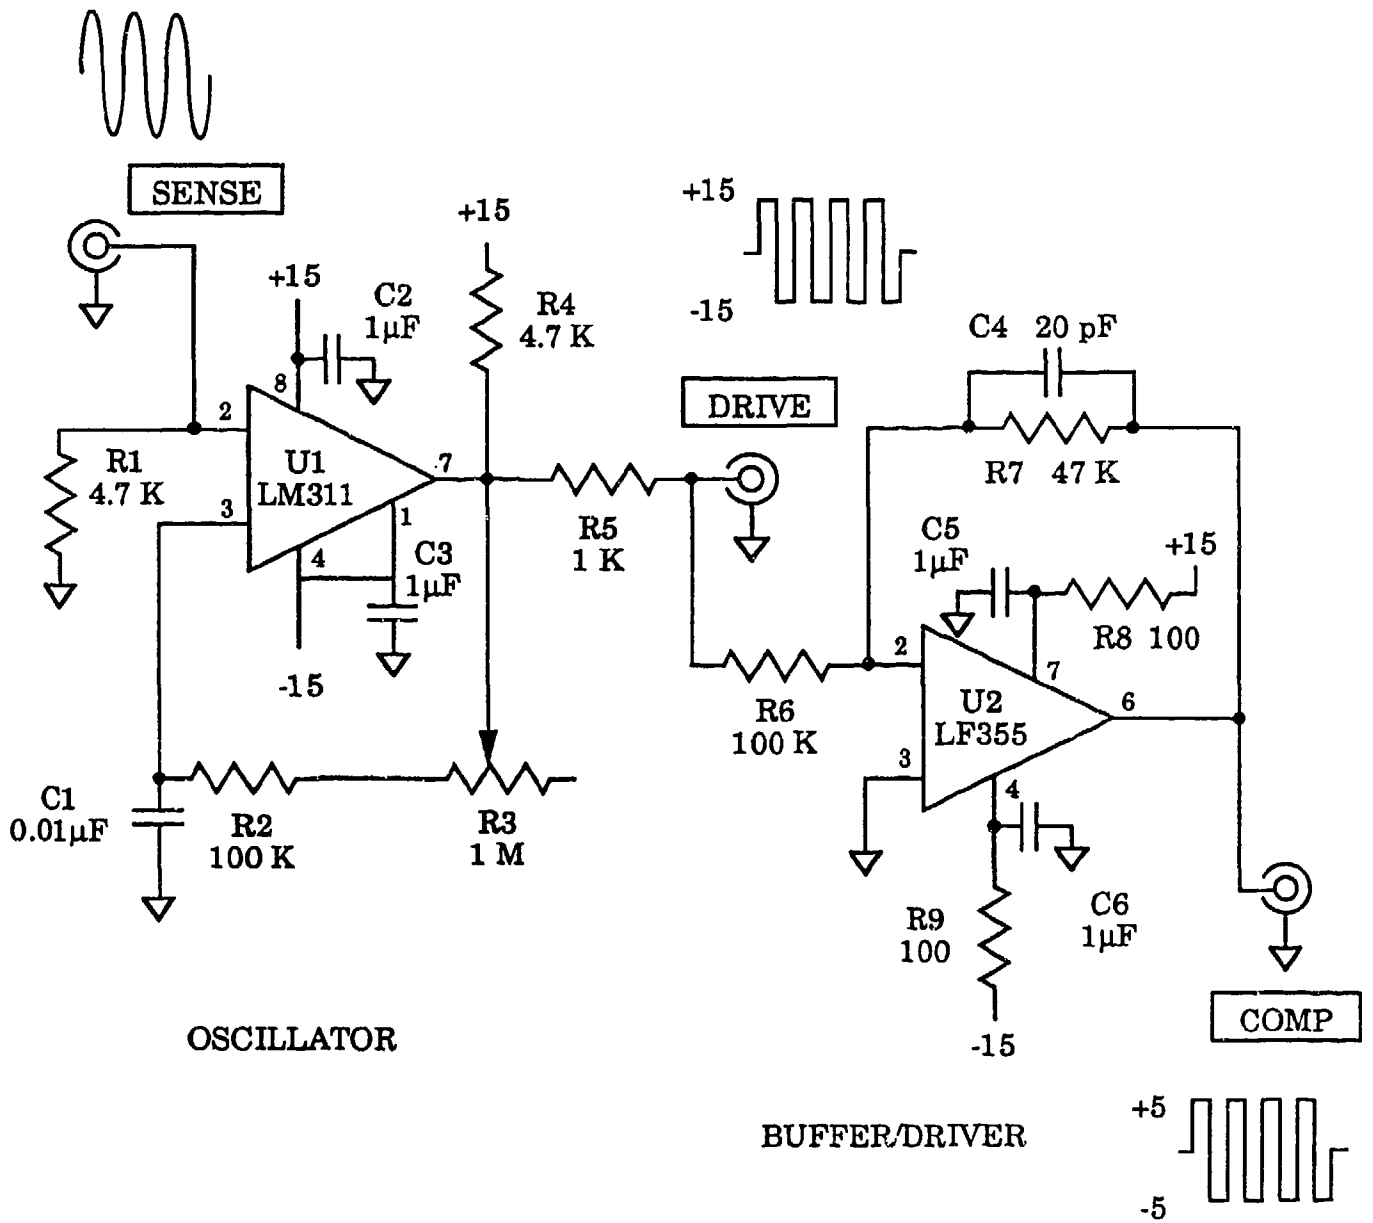 SENSE
+15
+15
-15
+15
C2
1µF
R4
4.7 K
C4 20 pF
8
DRIVE
2
R1
4.7 K
U1
LM311
.7
R7 47 K
3
1
4
C3
1µF
R5
1 K
C5
1µF
+15
R8 100
-15
2
7
R6
100 K
U2
LF355
6
3
4
C1
0.01µF
R2
100 K
R3
1 M
R9
100
C6
1µF
-15
COMP
OSCILLATOR
BUFFER/DRIVER
+5
-5